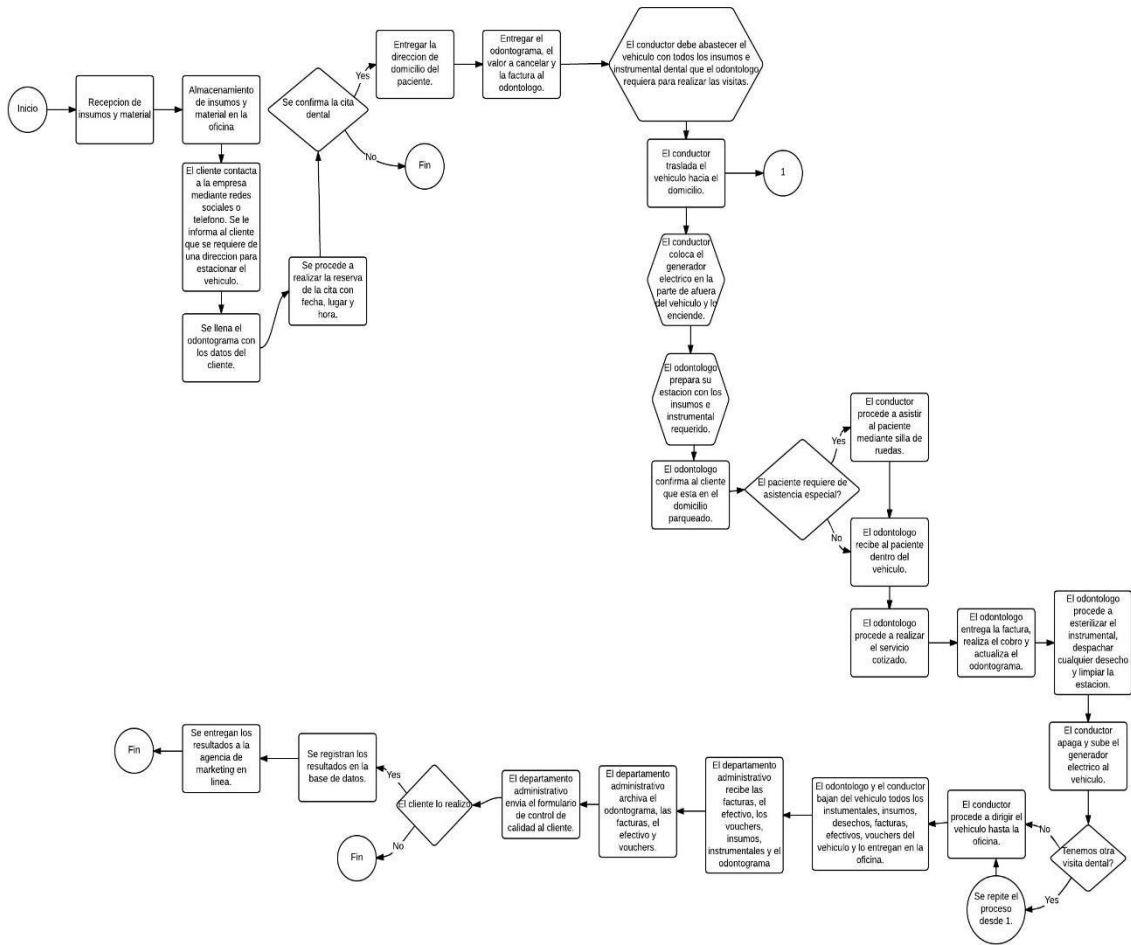 Inicio
Recepcion de
insumos y material
Almacenamiento
de insumos y
material en la
oficina
El cliente contacta
a la empresa
mediante redes
sociales o
telefono. Se le
informa al cliente
que se requiere de
una direccion para
estacionar el
vehiculo.
Se llena el
odontograma con
los datos del
cliente.
Se procede a
realizar la reserva
de la cita con
fecha, lugar y
hora.
Se confirma la cita
dental
Yes
No
Fin
Entregar la
direccion de
domicilio del
paciente.
Entregar el
odontograma, el
valor a cancelar y
la factura al
odontologo.
El conductor debe abastecer el
vehiculo con todos los insumos e
instrumental dental que el odontologo
requiera para realizar las visitas.
El conductor
traslada el
vehiculo hacia el
domicilio.
1
El conductor
coloca el
generador
electrico en la
parte de afuera
del vehiculo y lo
enciende.
El odontologo
prepara su
estacion con los
insumos e
instrumental
requerido.
El odontologo
confirma al cliente
que esta en el
domicilio
parqueado.
El paciente requiere de
asistencia especial?
Yes
No
El conductor
procede a asistir
al paciente
mediante silla de
ruedas.
El odontologo
recibe al paciente
dentro del
vehiculo.
El odontologo
procede a realizar
el servicio
cotizado.
El odontologo
entrega la factura,
realiza el cobro y
actualiza el
odontograma.
El odontologo
procede a
esterilizar el
instrumental,
despachar
cualquier desecho
y limpiar la
estacion.
El conductor
apaga y sube el
generador
electrico al
vehiculo.
Tenemos otra
visita dental?
No
Yes
Se repite el
proceso
desde 1.
El conductor
procede a dirigir el
vehiculo hasta la
oficina.
El odontologo y el conductor
bajan del vehiculo todos los
instumentales, insumos,
desechos, facturas,
efectivos, vouchers del
vehiculo y lo entregan en la
oficina.
El departamento
administrativo
recibe las
facturas, el
efectivo, los
vouchers,
insumos,
instrumentales y el
odontograma
El departamento
administrativo
archiva el
odontograma, las
facturas, el
efectivo y
vouchers.
El departamento
administrativo
envia el formulario
de control de
calidad al cliente.
El cliente lo realizo
Yes
No
Fin
Se registran los
resultados en la
base de datos.
Se entregan los
resultados a la
agencia de
marketing en
linea.
Fin